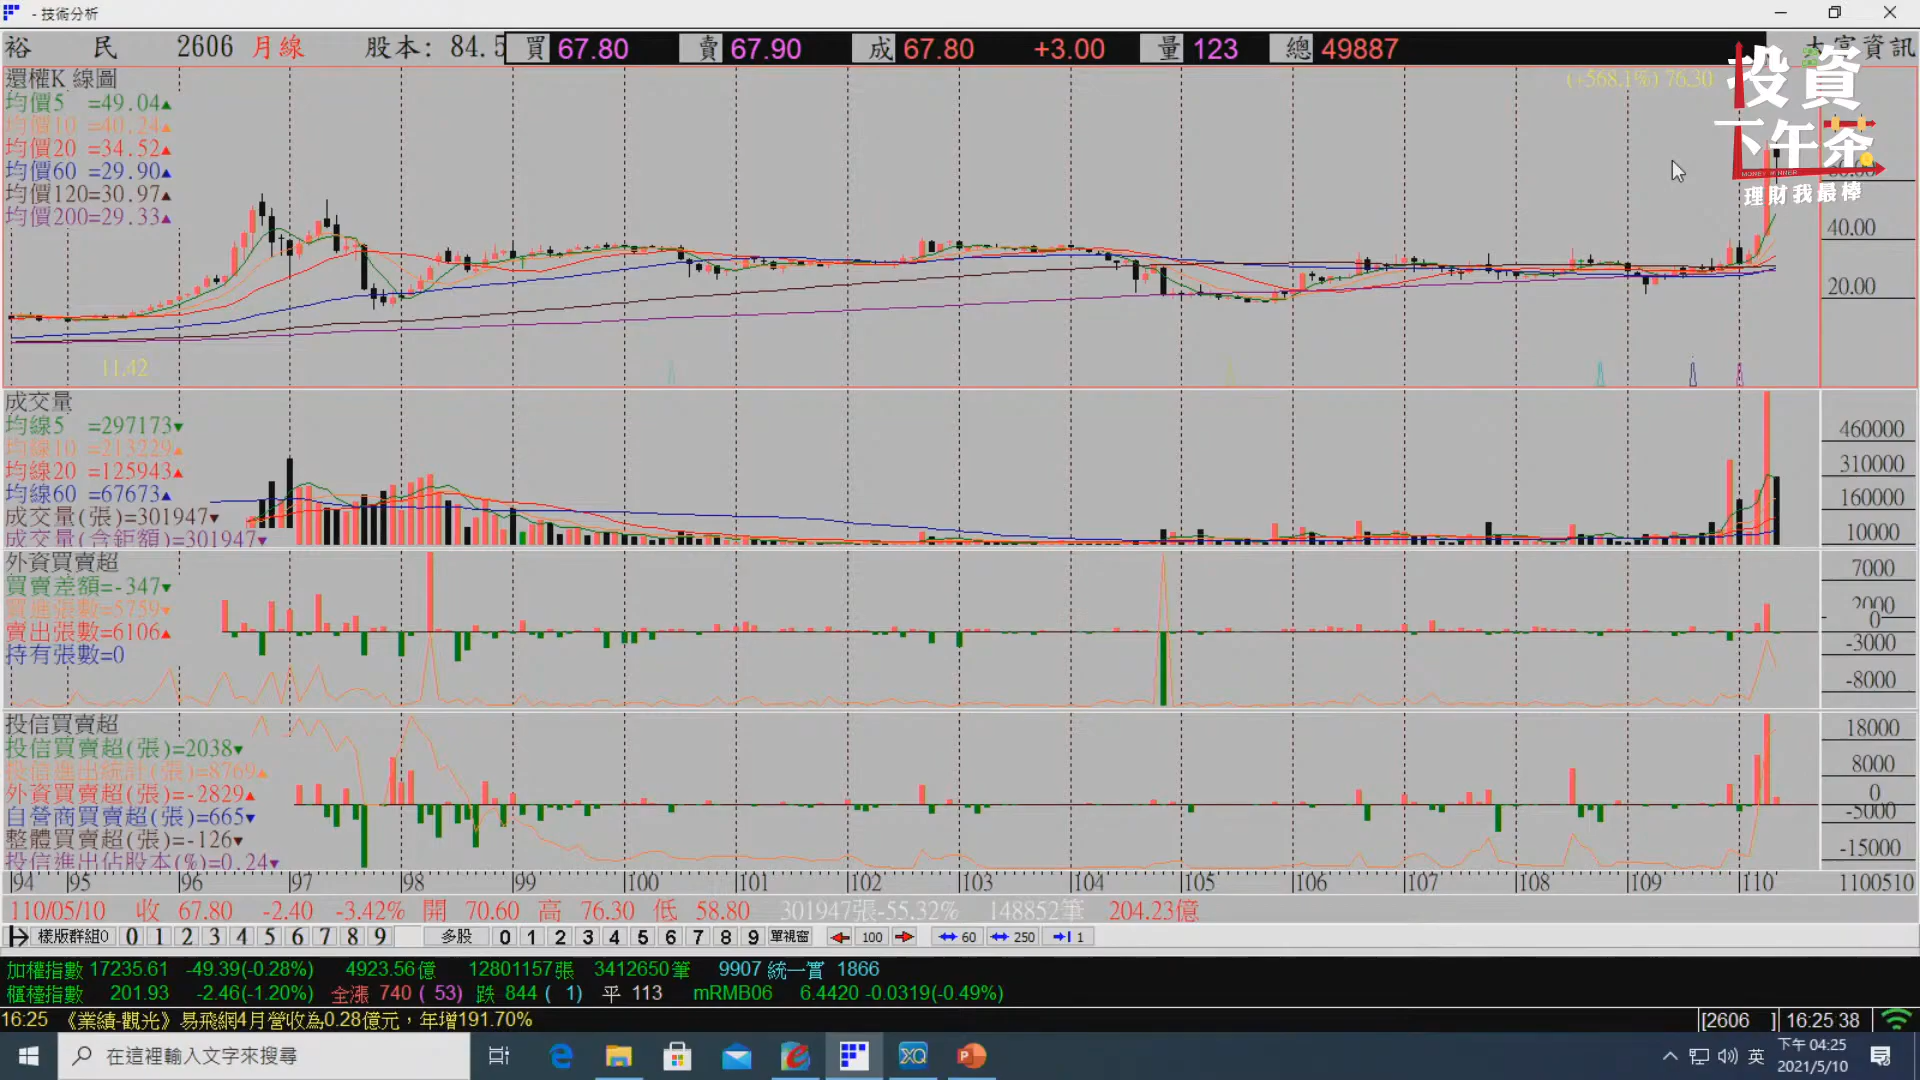 - 技術分析
裕 民 2606 月線 股本: 84.5 買 67.80 賣 67.90 成 67.80 +3.00 量 123 總 49887
投資
下午茶
MONEY WINNER
理財我最棒
還權K 線圖 (+568.1%) 76.30
均價5 =49.04▲
均價10 =40.24▲
均價20 =34.52▲
均價60 =29.90▲
均價120=30.97▲
均價200=29.33▲
40.00
20.00
11.42
成交量
均線5 =297173▼
均線10 =213229▲
均線20 =125943▲
均線60 =67673▲
成交量(張)=301947▼
成交量(含鉅額)=301947▼
460000
310000
160000
10000
外資買賣超
買賣差額=-347▼
買進張數=5759▼
賣出張數=6106▲
持有張數=0
7000
2000
0
-3000
-8000
投信買賣超
投信買賣超(張)=2038▼
投信進出統計(張)=8769▲
外資買賣超(張)=-2829▲
自營商買賣超(張)=665▼
整體買賣超(張)=-126▼
投信進出佔股本(%)=0.24▼
18000
8000
0
-5000
-15000
94 95 96 97 98 99 100 101 102 103 104 105 106 107 108 109 110 1100510
110/05/10 收 67.80 -2.40 -3.42% 開 70.60 高 76.30 低 58.80 301947張-55.32% 148852筆 204.23億
樣版群組0 0 1 2 3 4 5 6 7 8 9 多股 0 1 2 3 4 5 6 7 8 9 單視窗 100 60 250 1
加權指數 17235.61 -49.39(-0.28%) 4923.56億 12801157張 3412650筆 9907 統一實 1866
櫃檯指數 201.93 -2.46(-1.20%) 全漲 740 ( 53) 跌 844 ( 1) 平 113 mRMB06 6.4420 -0.0319(-0.49%)
16:25 《業績-觀光》易飛網4月營收為0.28億元，年增191.70% [2606 ] 16:25:38
在這裡輸入文字來搜尋
英
下午 04:25
2021/5/10